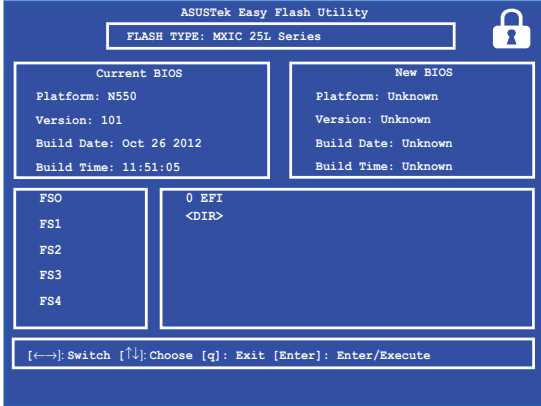 ASUSTek Easy Flash Utility
FLASH TYPE: MXIC 25L Series
Current BIOS
Platform: N550
Version: 101
Build Date: Oct 26 2012
Build Time: 11:51:05
New BIOS
Platform: Unknown
Version: Unknown
Build Date: Unknown
Build Time: Unknown
FSO
FS1
FS2
FS3
FS4
0 EFI
<DIR>
[←→]: Switch [↑↓]: Choose [q]: Exit [Enter]: Enter/Execute